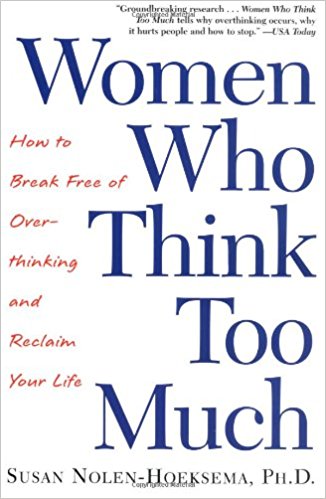 "Groundbreaking research . . . Women Who Think
Too Much tells why overthinking occurs, why
it hurts people and how to stop." —USA Today
Women
Who
Think
Too
Much
How to
Break Free of
Over-
thinking
and
Reclaim
Your Life
SUSAN NOLEN-HOEKSEMA, PH.D.